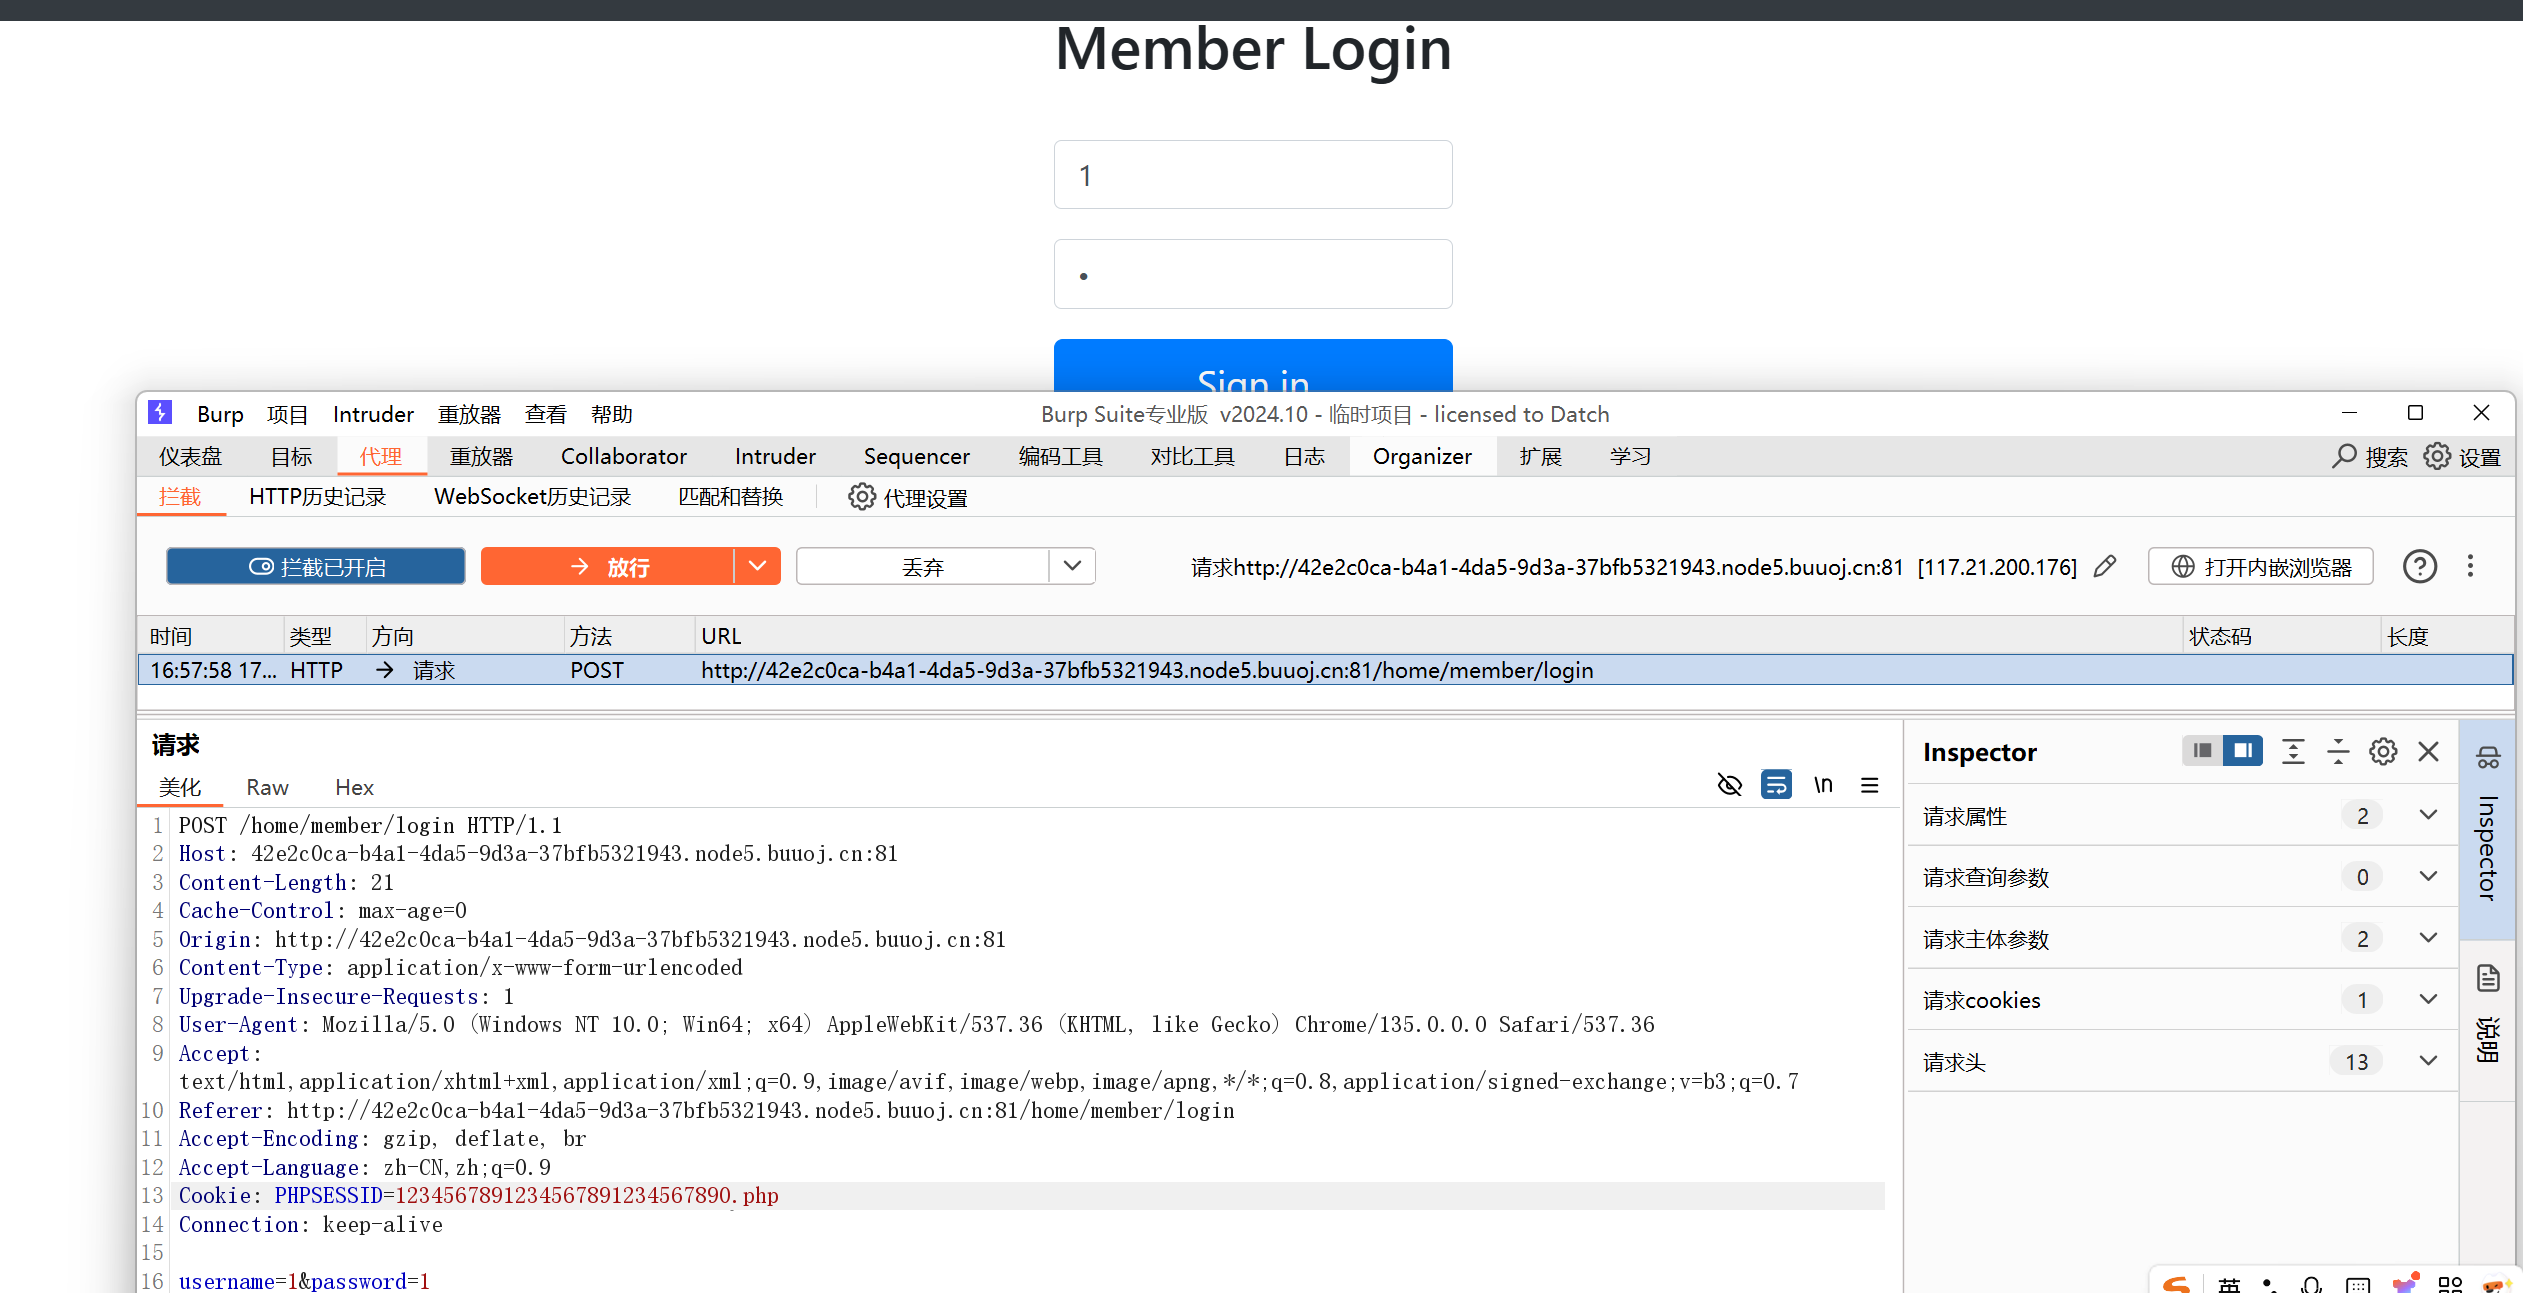 Member Login
1
•
Sign in
Burp 项目 Intruder 重放器 查看 帮助 Burp Suite专业版 v2024.10 - 临时项目 - licensed to Datch
仪表盘 目标 代理 重放器 Collaborator Intruder Sequencer 编码工具 对比工具 日志 Organizer 扩展 学习 搜索 设置
拦截 HTTP历史记录 WebSocket历史记录 匹配和替换 代理设置
拦截已开启 放行 丢弃 请求http://42e2c0ca-b4a1-4da5-9d3a-37bfb5321943.node5.buuoj.cn:81 [117.21.200.176] 打开内嵌浏览器
时间 类型 方向 方法 URL 状态码 长度
16:57:58 17... HTTP → 请求 POST http://42e2c0ca-b4a1-4da5-9d3a-37bfb5321943.node5.buuoj.cn:81/home/member/login
请求
美化 Raw Hex \n
1 POST /home/member/login HTTP/1.1
2 Host: 42e2c0ca-b4a1-4da5-9d3a-37bfb5321943.node5.buuoj.cn:81
3 Content-Length: 21
4 Cache-Control: max-age=0
5 Origin: http://42e2c0ca-b4a1-4da5-9d3a-37bfb5321943.node5.buuoj.cn:81
6 Content-Type: application/x-www-form-urlencoded
7 Upgrade-Insecure-Requests: 1
8 User-Agent: Mozilla/5.0 (Windows NT 10.0; Win64; x64) AppleWebKit/537.36 (KHTML, like Gecko) Chrome/135.0.0.0 Safari/537.36
9 Accept:
text/html,application/xhtml+xml,application/xml;q=0.9,image/avif,image/webp,image/apng,*/*;q=0.8,application/signed-exchange;v=b3;q=0.7
10 Referer: http://42e2c0ca-b4a1-4da5-9d3a-37bfb5321943.node5.buuoj.cn:81/home/member/login
11 Accept-Encoding: gzip, deflate, br
12 Accept-Language: zh-CN,zh;q=0.9
13 Cookie: PHPSESSID=1234567891234567891234567890.php
14 Connection: keep-alive
15
16 username=1&password=1
Inspector
请求属性 2
请求查询参数 0
请求主体参数 2
请求cookies 1
请求头 13
Inspector
说明
英